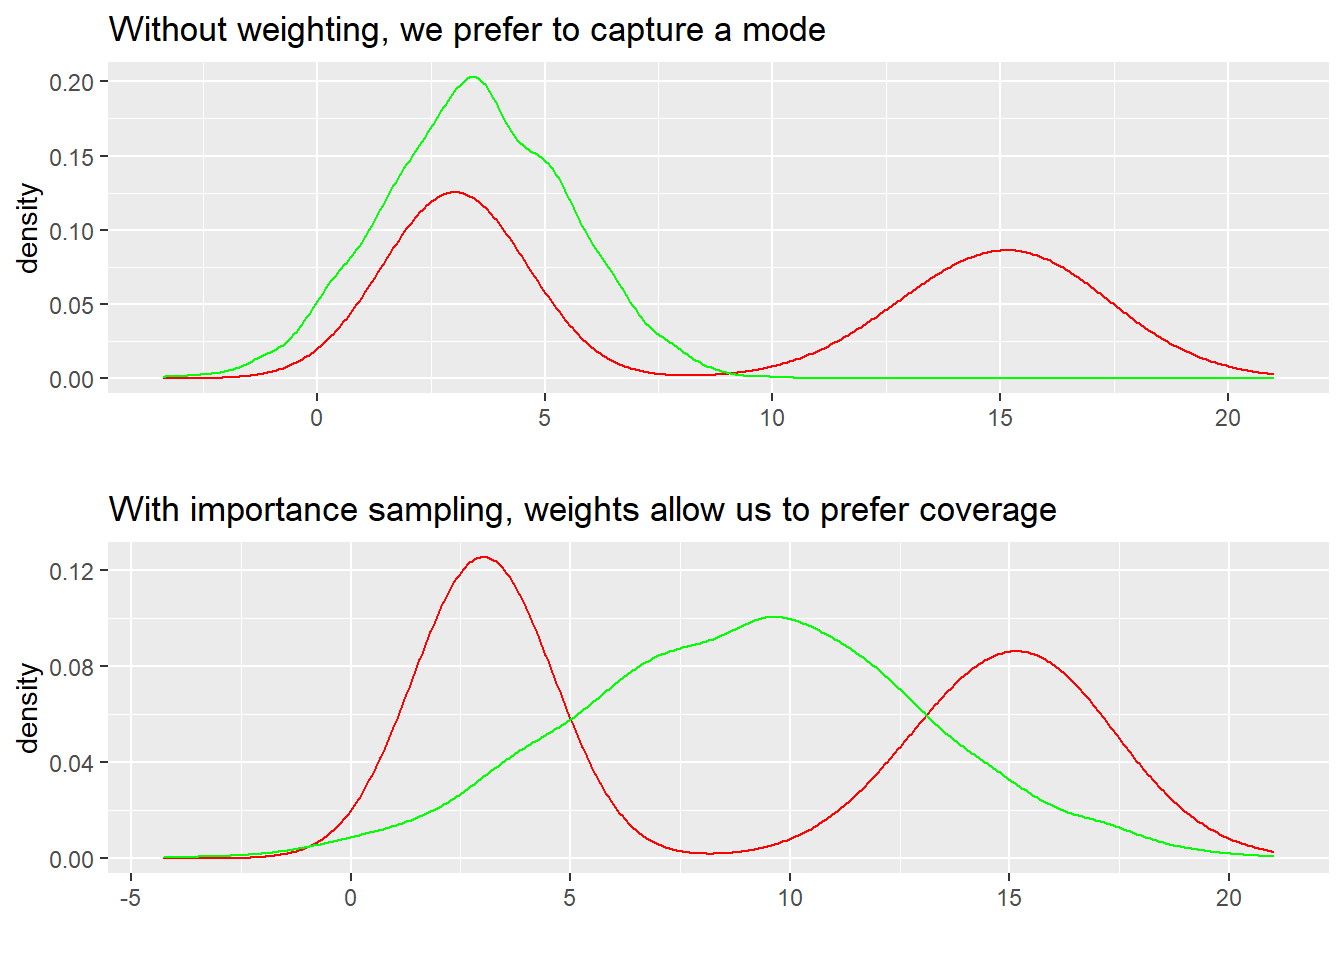 Without weighting, we prefer to capture a mode
0.20
0.15
0.10
0.05
0.00
density
0 5 10 15 20
With importance sampling, weights allow us to prefer coverage
0.12
0.08
0.04
0.00
density
-5 0 5 10 15 20